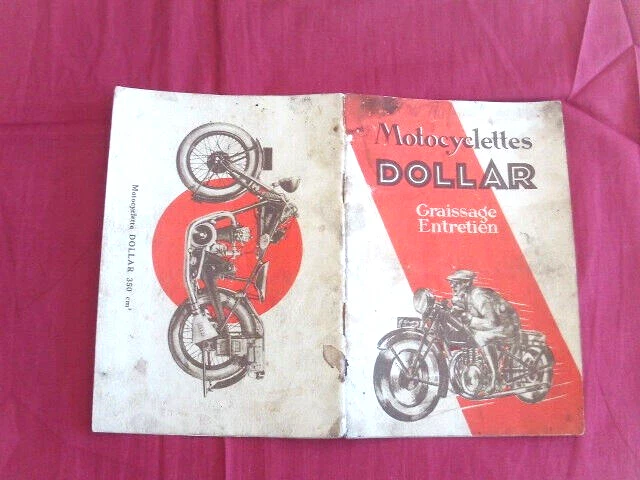 Motocyclettes
DOLLAR
Graissage
Entretien
Motocyclette DOLLAR 350 cm³